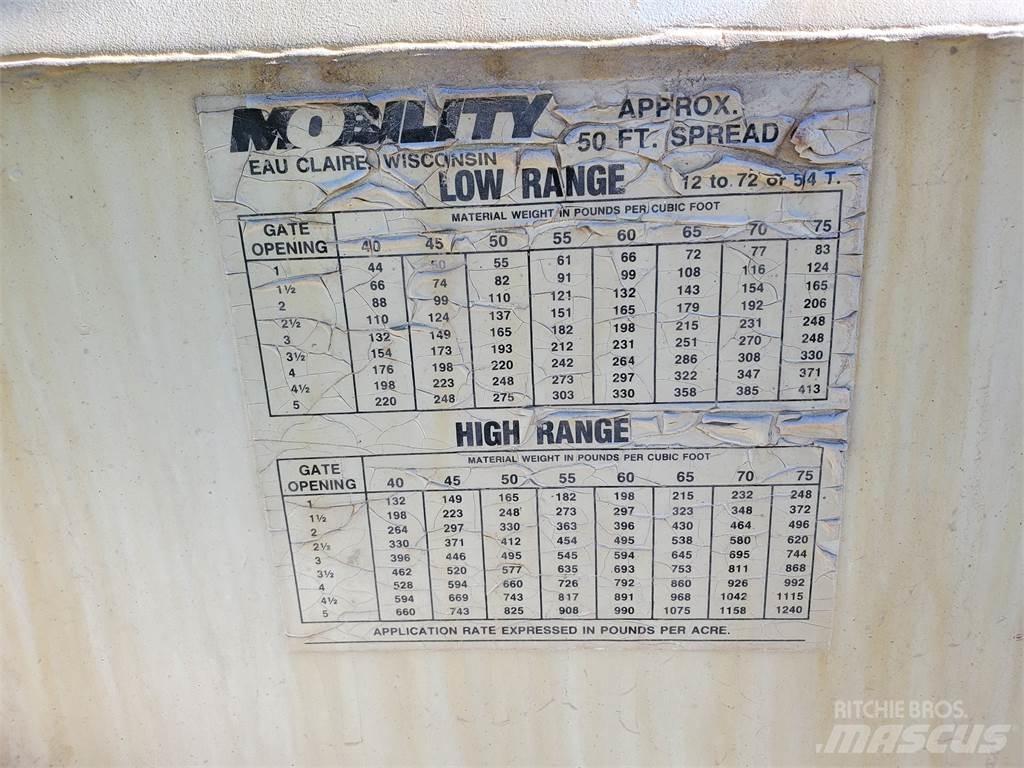 MOBILITY
EAU CLAIRE, WISCONSIN
APPROX.
50 FT. SPREAD
LOW RANGE
12 to 72 or 54 T.
MATERIAL WEIGHT IN POUNDS PER CUBIC FOOT
GATE OPENING 40 45 50 55 60 65 70 75
1 44 50 55 61 66 72 77 83
1½ 66 74 82 91 99 108 116 124
2 88 99 110 121 132 143 154 165
2½ 110 124 137 151 165 179 192 206
3 132 149 165 182 198 215 231 248
3½ 154 173 193 212 231 251 270 248
4 176 198 220 242 264 286 308 330
4½ 198 223 248 273 297 322 347 371
5 220 248 275 303 330 358 385 413
HIGH RANGE
MATERIAL WEIGHT IN POUNDS PER CUBIC FOOT
GATE OPENING 40 45 50 55 60 65 70 75
1 132 149 165 182 198 215 232 248
1½ 198 223 248 273 297 323 348 372
2 264 297 330 363 396 430 464 496
2½ 330 371 412 454 495 538 580 620
3 396 446 495 545 594 645 695 744
3½ 462 520 577 635 693 753 811 868
4 528 594 660 726 792 860 926 992
4½ 594 669 743 817 891 968 1042 1115
5 660 743 825 908 990 1075 1158 1240
APPLICATION RATE EXPRESSED IN POUNDS PER ACRE.
RITCHIE BROS.
MASCUS